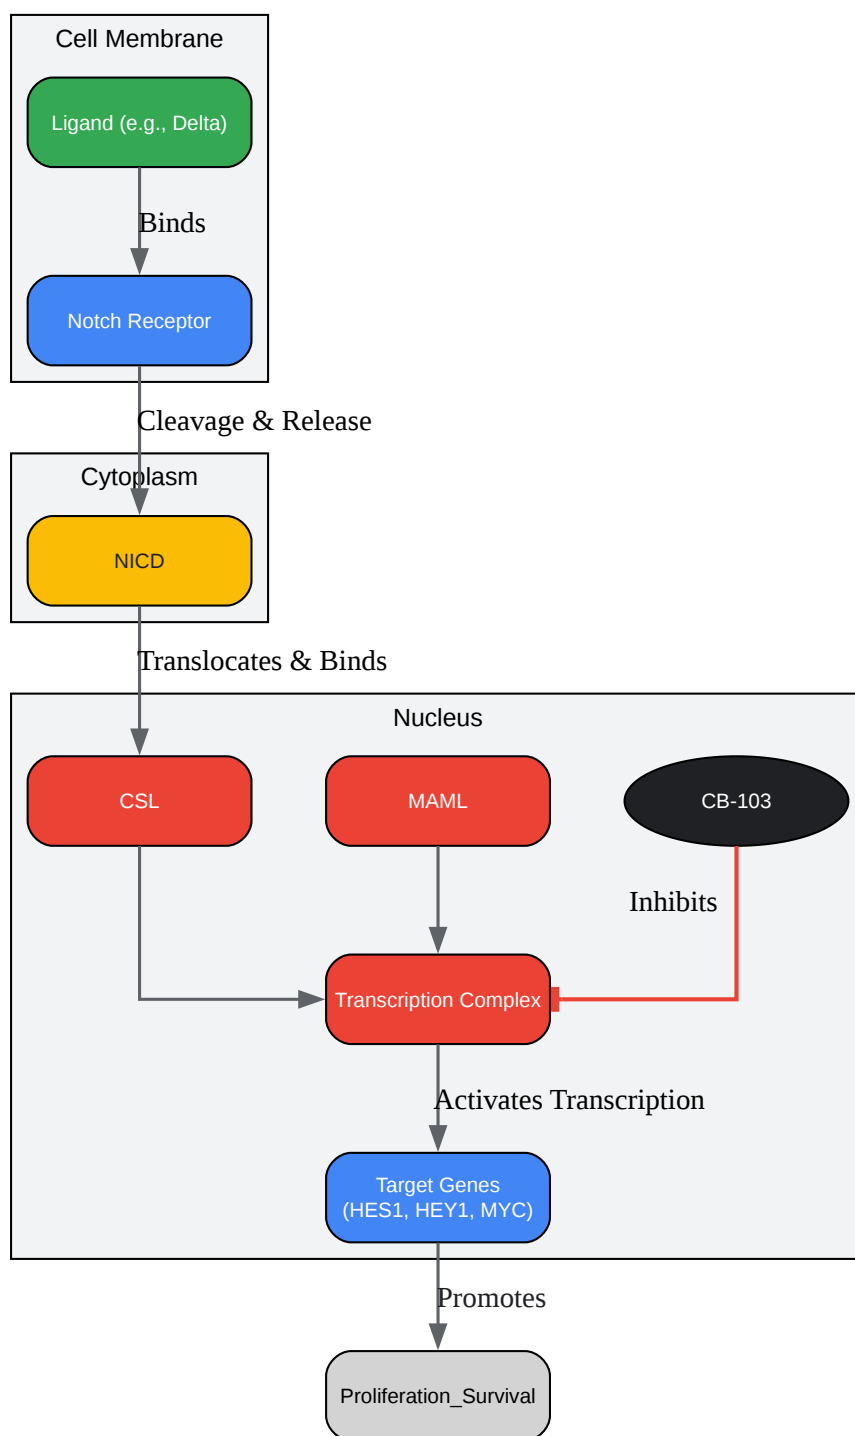 Cell Membrane
Ligand (e.g., Delta)
Binds
Notch Receptor
Cleavage & Release
Cytoplasm
NICD
Translocates & Binds
Nucleus
CSL
MAML
CB-103
Inhibits
Transcription Complex
Activates Transcription
Target Genes
(HES1, HEY1, MYC)
Promotes
Proliferation_Survival